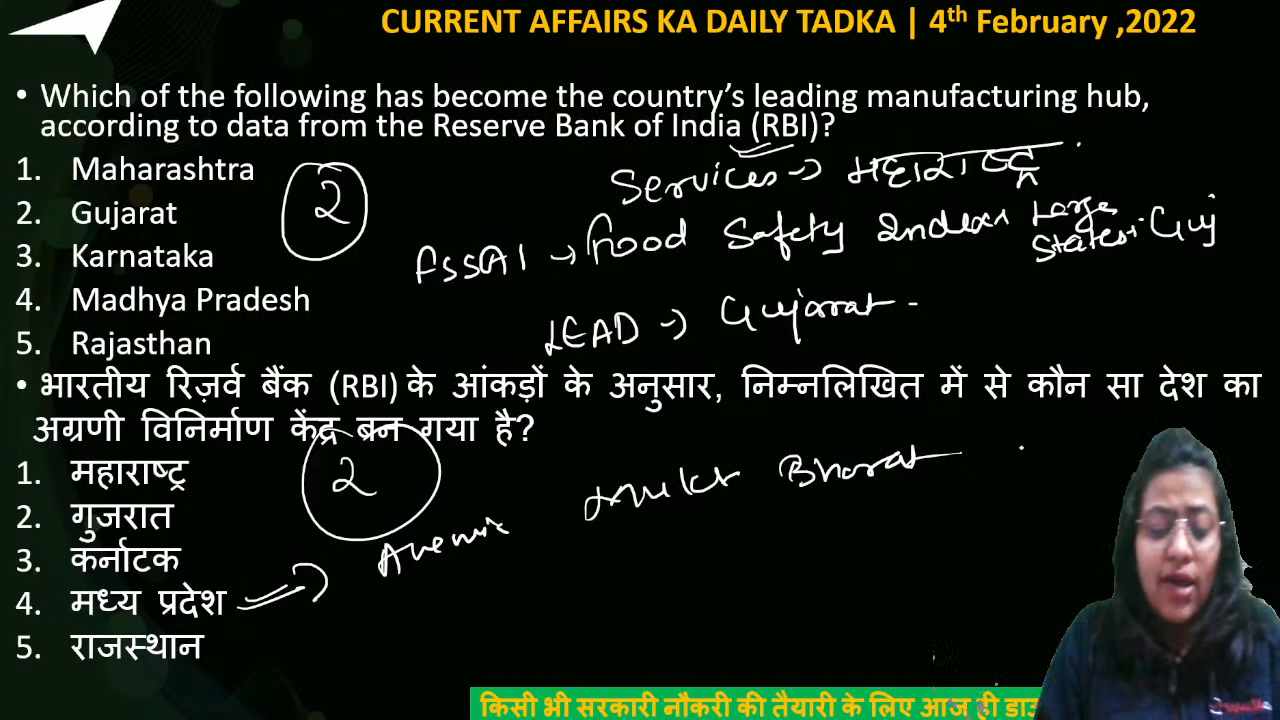 CURRENT AFFAIRS KA DAILY TADKA | 4th February ,2022
• Which of the following has become the country's leading manufacturing hub,
according to data from the Reserve Bank of India (RBI)?
1. Maharashtra
2. Gujarat
3. Karnataka
4. Madhya Pradesh
5. Rajasthan
2
Services → महाराष्ट्र
FSSAI → Food Safety Index Large
States:- Guj
LEAD → Gujarat -
• भारतीय रिज़र्व बैंक (RBI) के आंकड़ों के अनुसार, निम्नलिखित में से कौन सा देश का
अग्रणी विनिर्माण केंद्र बन गया है?
1. महाराष्ट्र
2. गुजरात
3. कर्नाटक
4. मध्य प्रदेश
5. राजस्थान
2
Anemia Mukt Bharat
किसी भी सरकारी नौकरी की तैयारी के लिए आज ही डाउ